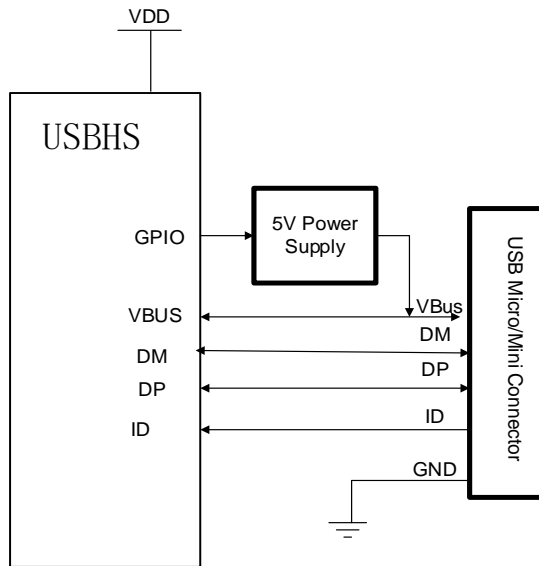 VDD
USBHS
GPIO
5V Power
Supply
VBUS
VBus
DM
DM
DP
DP
ID
ID
GND
USB Micro/Mini Connector